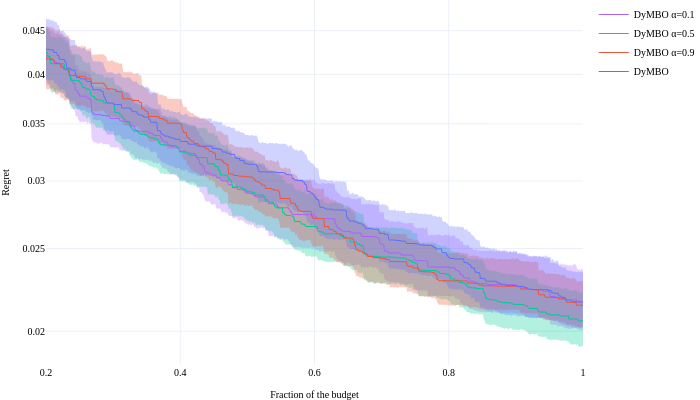 DyMBO α=0.1
DyMBO α=0.5
DyMBO α=0.9
DyMBO
0.045
0.04
0.035
0.03
0.025
0.02
Regret
0.2
0.4
0.6
0.8
1
Fraction of the budget